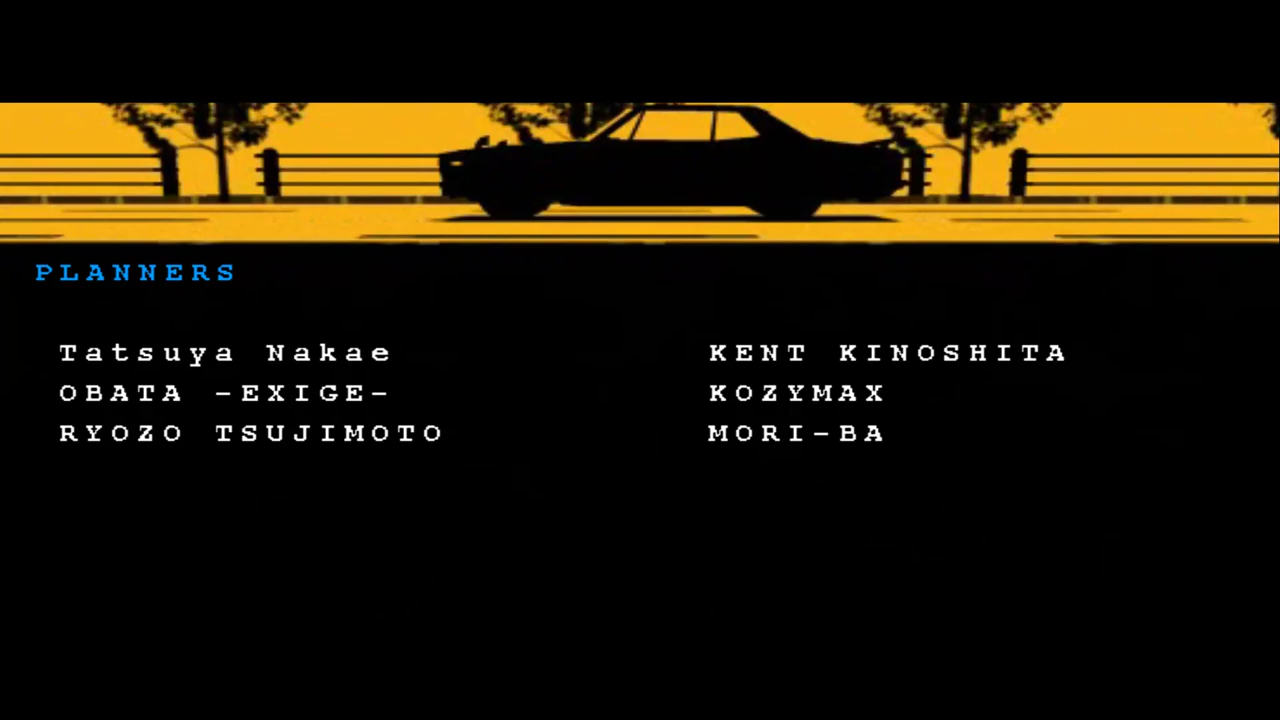 PLANNERS
Tatsuya Nakae
KENT KINOSHITA
OBATA -EXIGE-
KOZYMAX
RYOZO TSUJIMOTO
MORI-BA